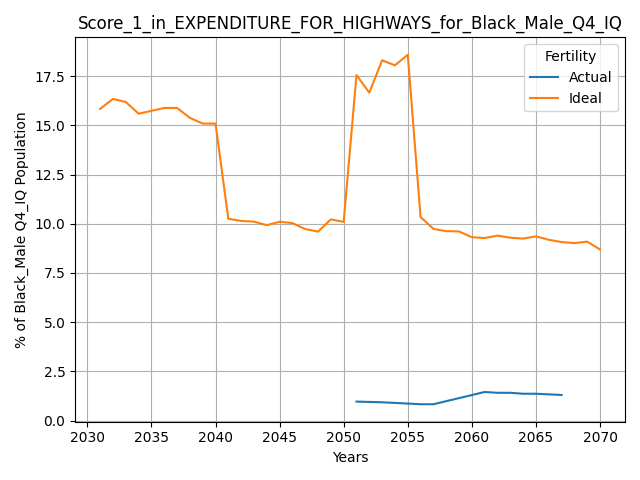 Score_1_in_EXPENDITURE_FOR_HIGHWAYS_for_Black_Male_Q4_IQ
Fertility
Actual
Ideal
% of Black_Male Q4_IQ Population
17.5
15.0
12.5
10.0
7.5
5.0
2.5
0.0
2030 2035 2040 2045 2050 2055 2060 2065 2070
Years